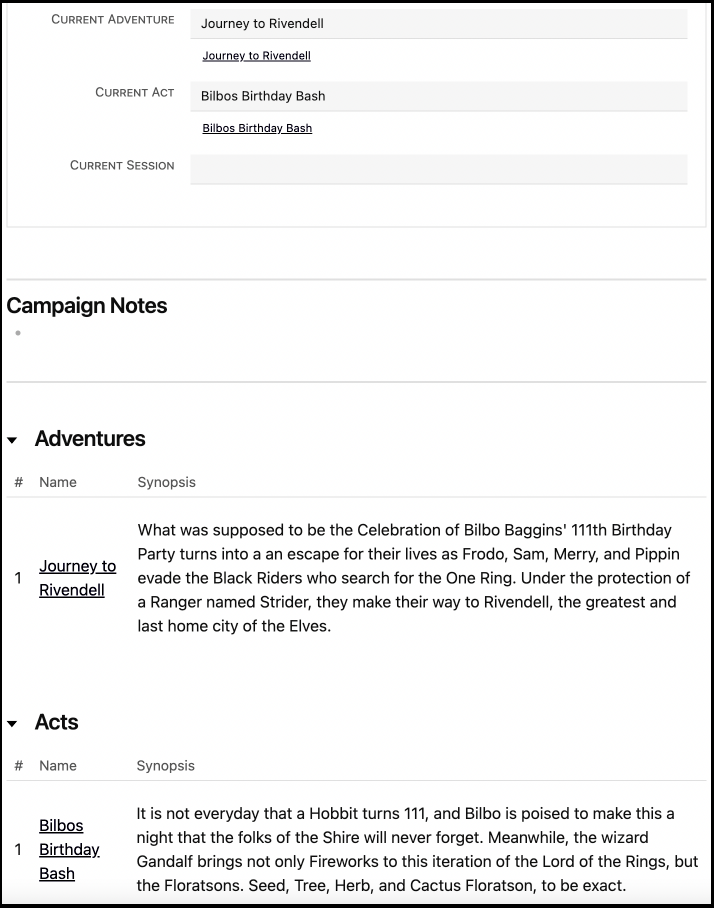 CURRENT ADVENTURE
Journey to Rivendell
Journey to Rivendell
CURRENT ACT
Bilbos Birthday Bash
Bilbos Birthday Bash
CURRENT SESSION
Campaign Notes
Adventures
# Name Synopsis
What was supposed to be the Celebration of Bilbo Baggins' 111th Birthday
Party turns into a an escape for their lives as Frodo, Sam, Merry, and Pippin
1 Journey to
Rivendell
evade the Black Riders who search for the One Ring. Under the protection of
a Ranger named Strider, they make their way to Rivendell, the greatest and
last home city of the Elves.
Acts
# Name Synopsis
1 Bilbos
Birthday
Bash
It is not everyday that a Hobbit turns 111, and Bilbo is poised to make this a
night that the folks of the Shire will never forget. Meanwhile, the wizard
Gandalf brings not only Fireworks to this iteration of the Lord of the Rings, but
the Floratsons. Seed, Tree, Herb, and Cactus Floratson, to be exact.